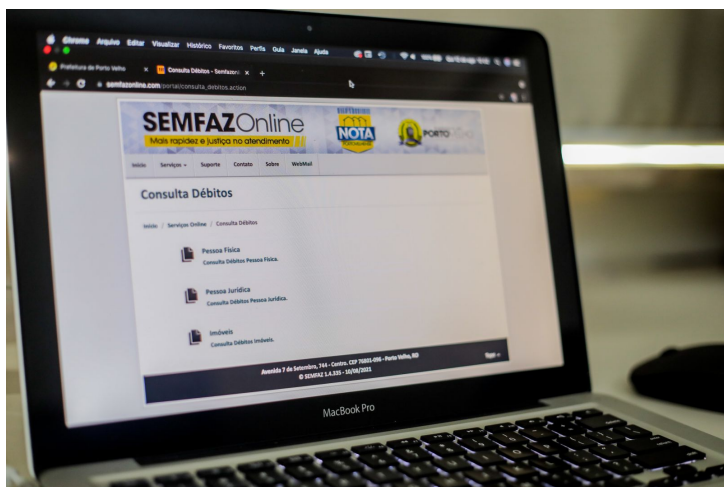 Chrome Arquivo Editar Visualizar Histórico Favoritos Perfis Guia Janela Ajuda
Prefeitura de Porto Velho × Consulta Débitos - Semfazon × +
semfazonline.com/portal/consulta_debitos.action
SEMFAZOnline
Mais rapidez e justiça no atendimento
NOTA
PORTO
Início Serviços Suporte Contato Sobre WebMail
Consulta Débitos
Início / Serviços Online / Consulta Débitos
Pessoa Física
Consulta Débitos Pessoa Física.
Pessoa Jurídica
Consulta Débitos Pessoa Jurídica.
Imóveis
Consulta Débitos Imóveis.
Avenida 7 de Setembro, 744 - Centro. CEP 76801-096 - Porto Velho, RO
© SEMFAZ 1.4.335 - 10/08/2021
MacBook Pro